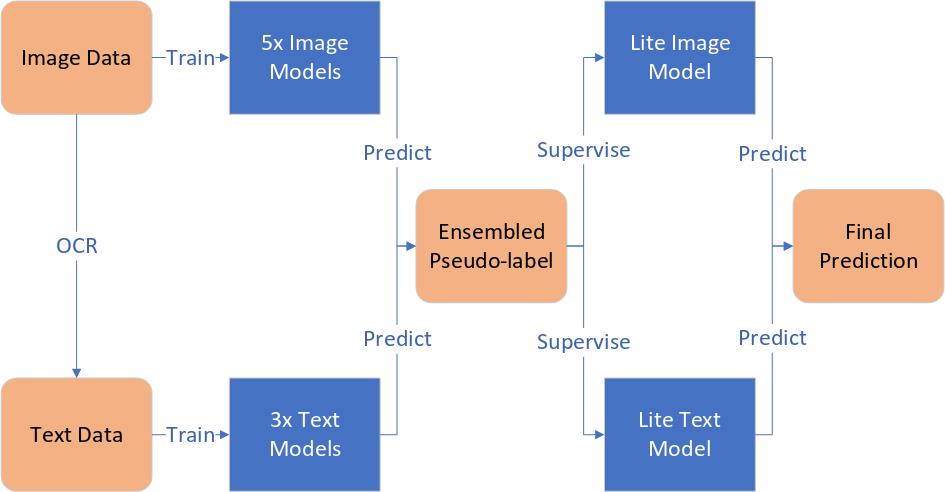 Image Data
Train
5x Image
Models
Lite Image
Model
Predict
Supervise
Predict
OCR
Ensembled
Pseudo-label
Final
Prediction
Predict
Supervise
Predict
Text Data
Train
3x Text
Models
Lite Text
Model